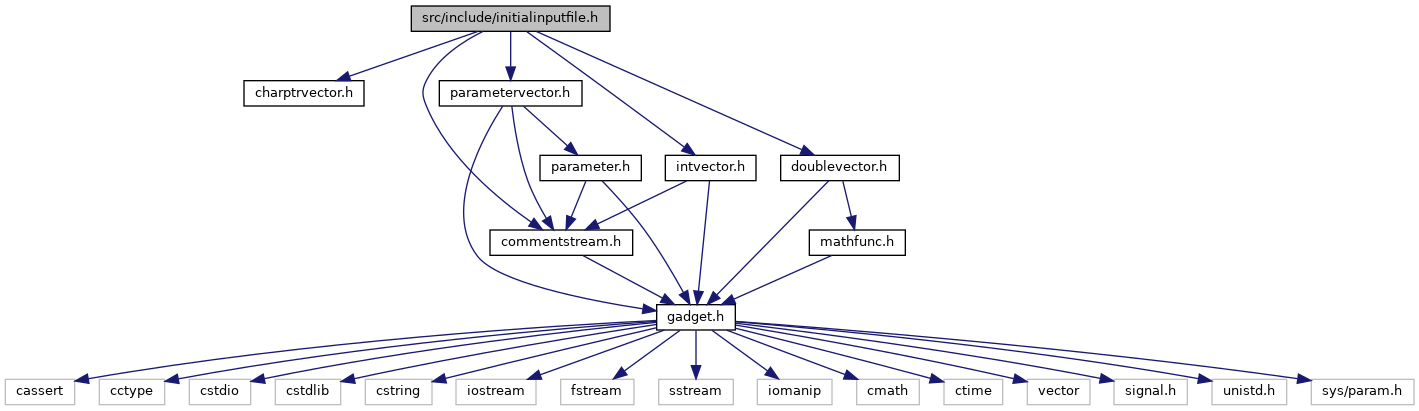 src/include/initialinputfile.h
charptrvector.h
parametervector.h
parameter.h
intvector.h
doublevector.h
commentstream.h
mathfunc.h
gadget.h
cassert
cctype
cstdio
cstdlib
cstring
iostream
fstream
sstream
iomanip
cmath
ctime
vector
signal.h
unistd.h
sys/param.h